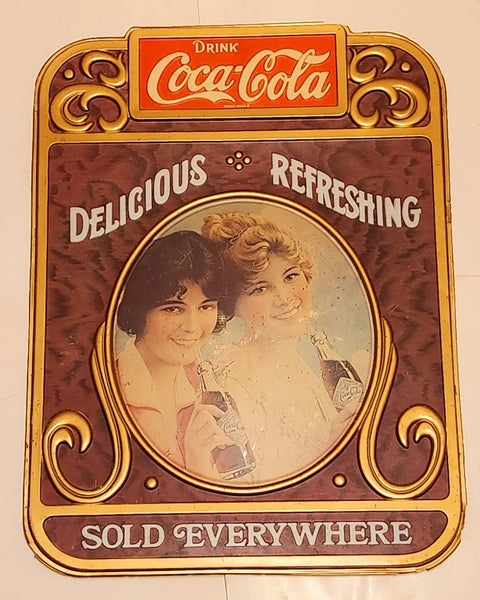 DRINK
Coca-Cola
DELICIOUS REFRESHING
SOLD EVERYWHERE